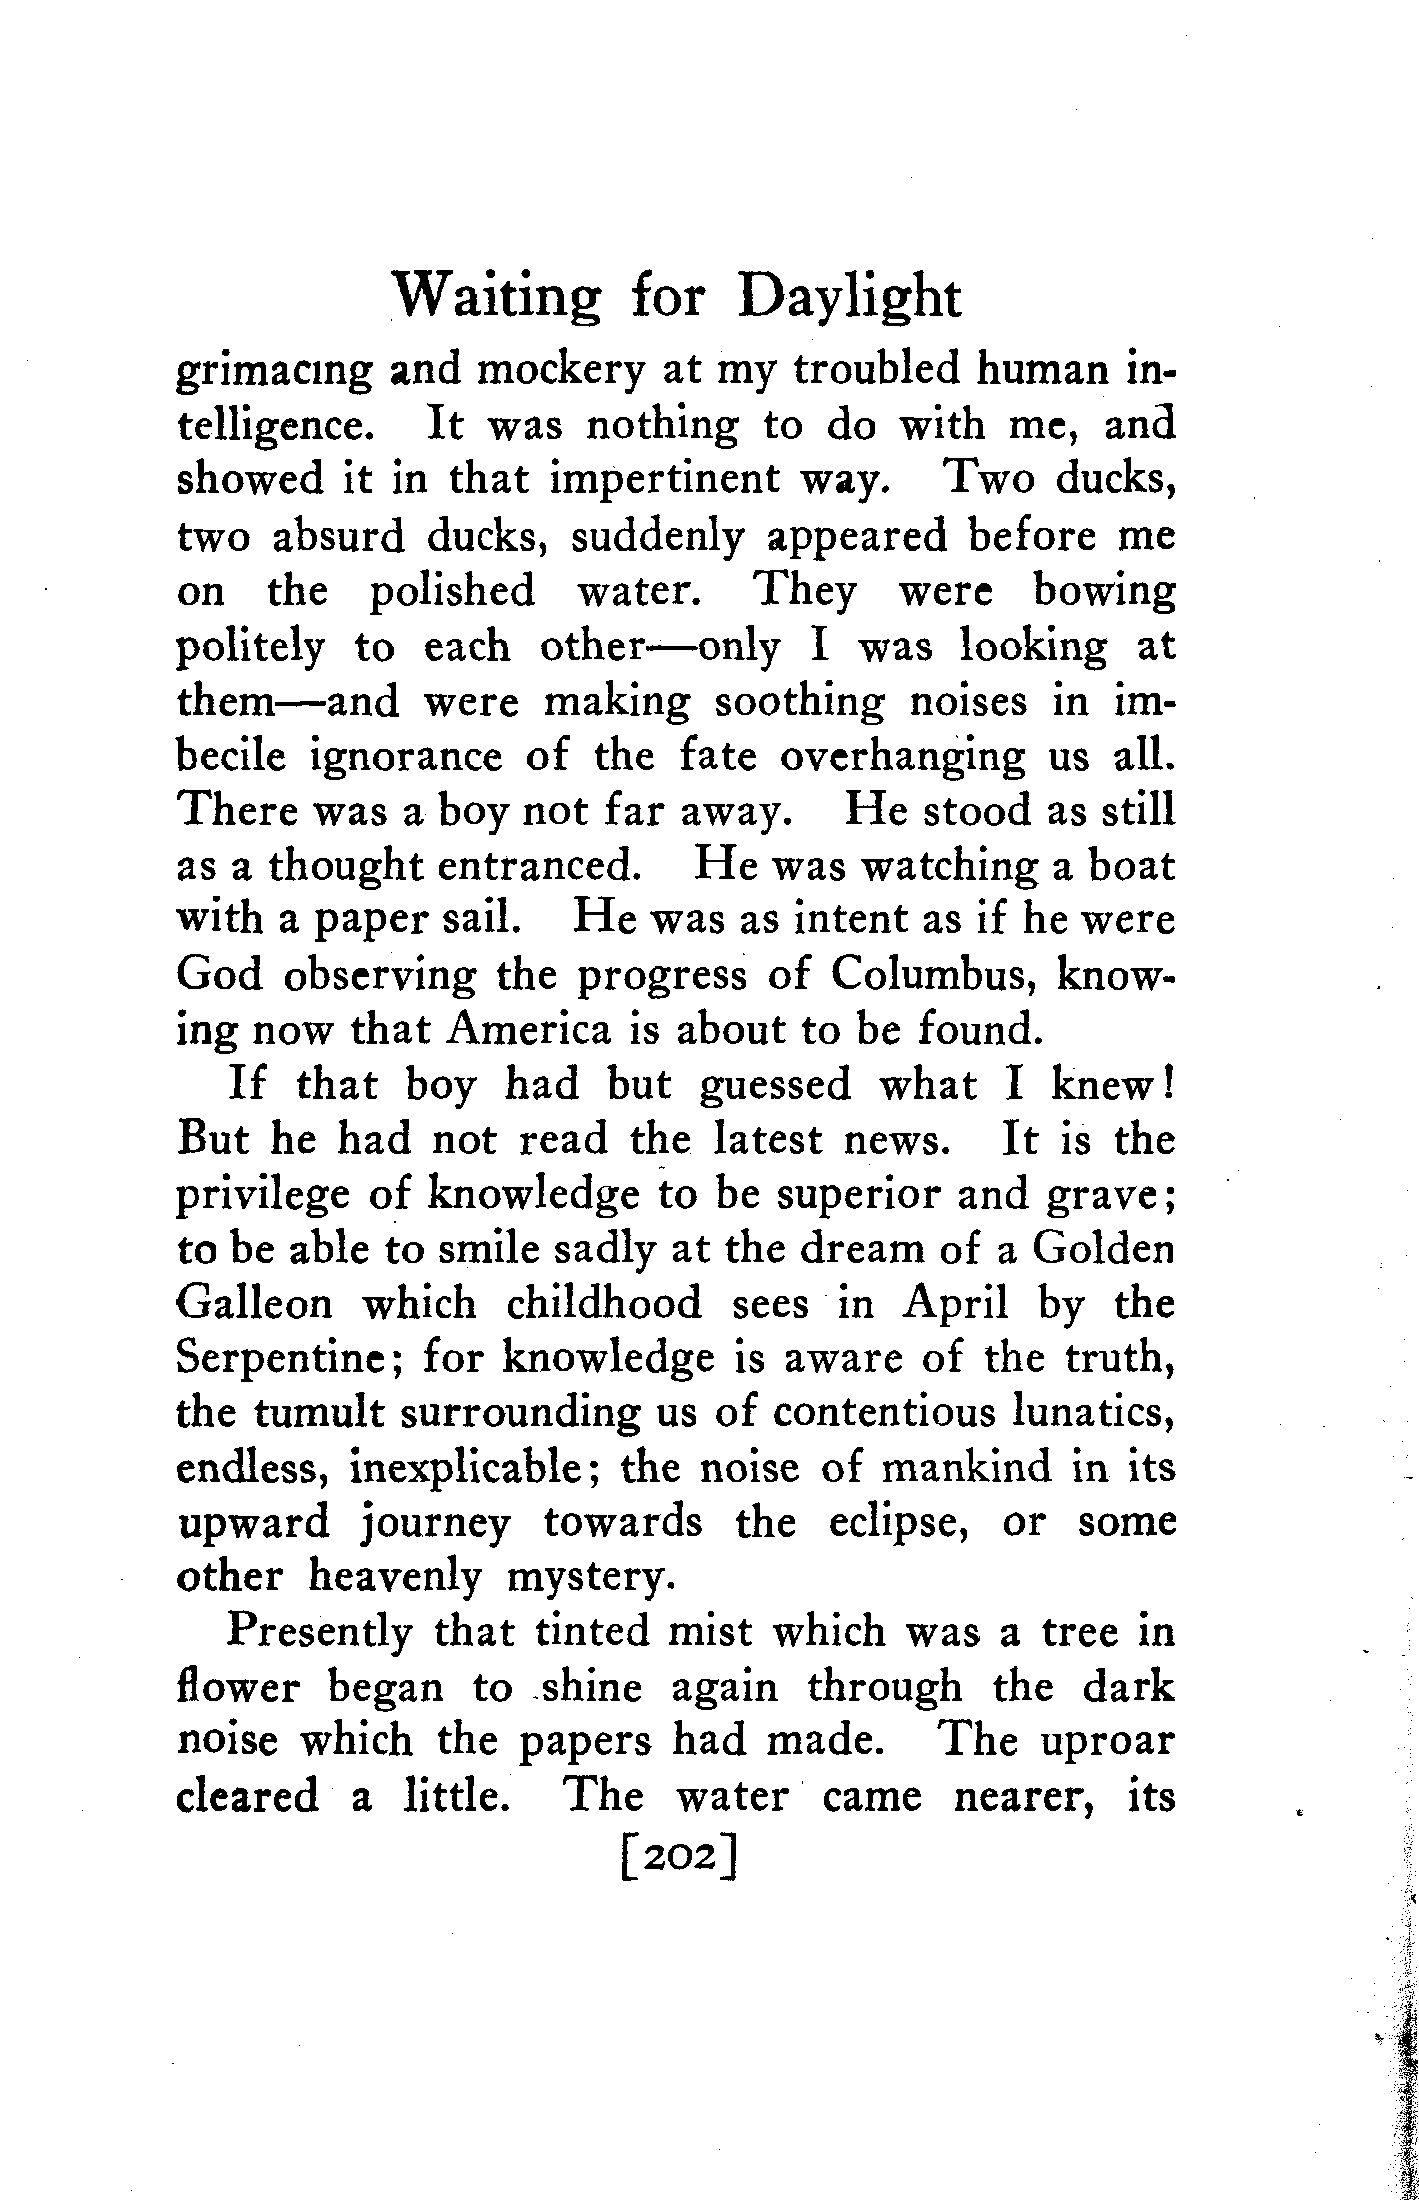 Waiting for Daylight
grimacing and mockery at my troubled human in-
telligence. It was nothing to do with me, and
showed it in that impertinent way. Two ducks,
two absurd ducks, suddenly appeared before me
on the polished water. They were bowing
politely to each other—only I was looking at
them—and were making soothing noises in im-
becile ignorance of the fate overhanging us all.
There was a boy not far away. He stood as still
as a thought entranced. He was watching a boat
with a paper sail. He was as intent as if he were
God observing the progress of Columbus, know-
ing now that America is about to be found.
If that boy had but guessed what I knew!
But he had not read the latest news. It is the
privilege of knowledge to be superior and grave;
to be able to smile sadly at the dream of a Golden
Galleon which childhood sees in April by the
Serpentine; for knowledge is aware of the truth,
the tumult surrounding us of contentious lunatics,
endless, inexplicable; the noise of mankind in its
upward journey towards the eclipse, or some
other heavenly mystery.
Presently that tinted mist which was a tree in
flower began to shine again through the dark
noise which the papers had made. The uproar
cleared a little. The water came nearer, its
[202]